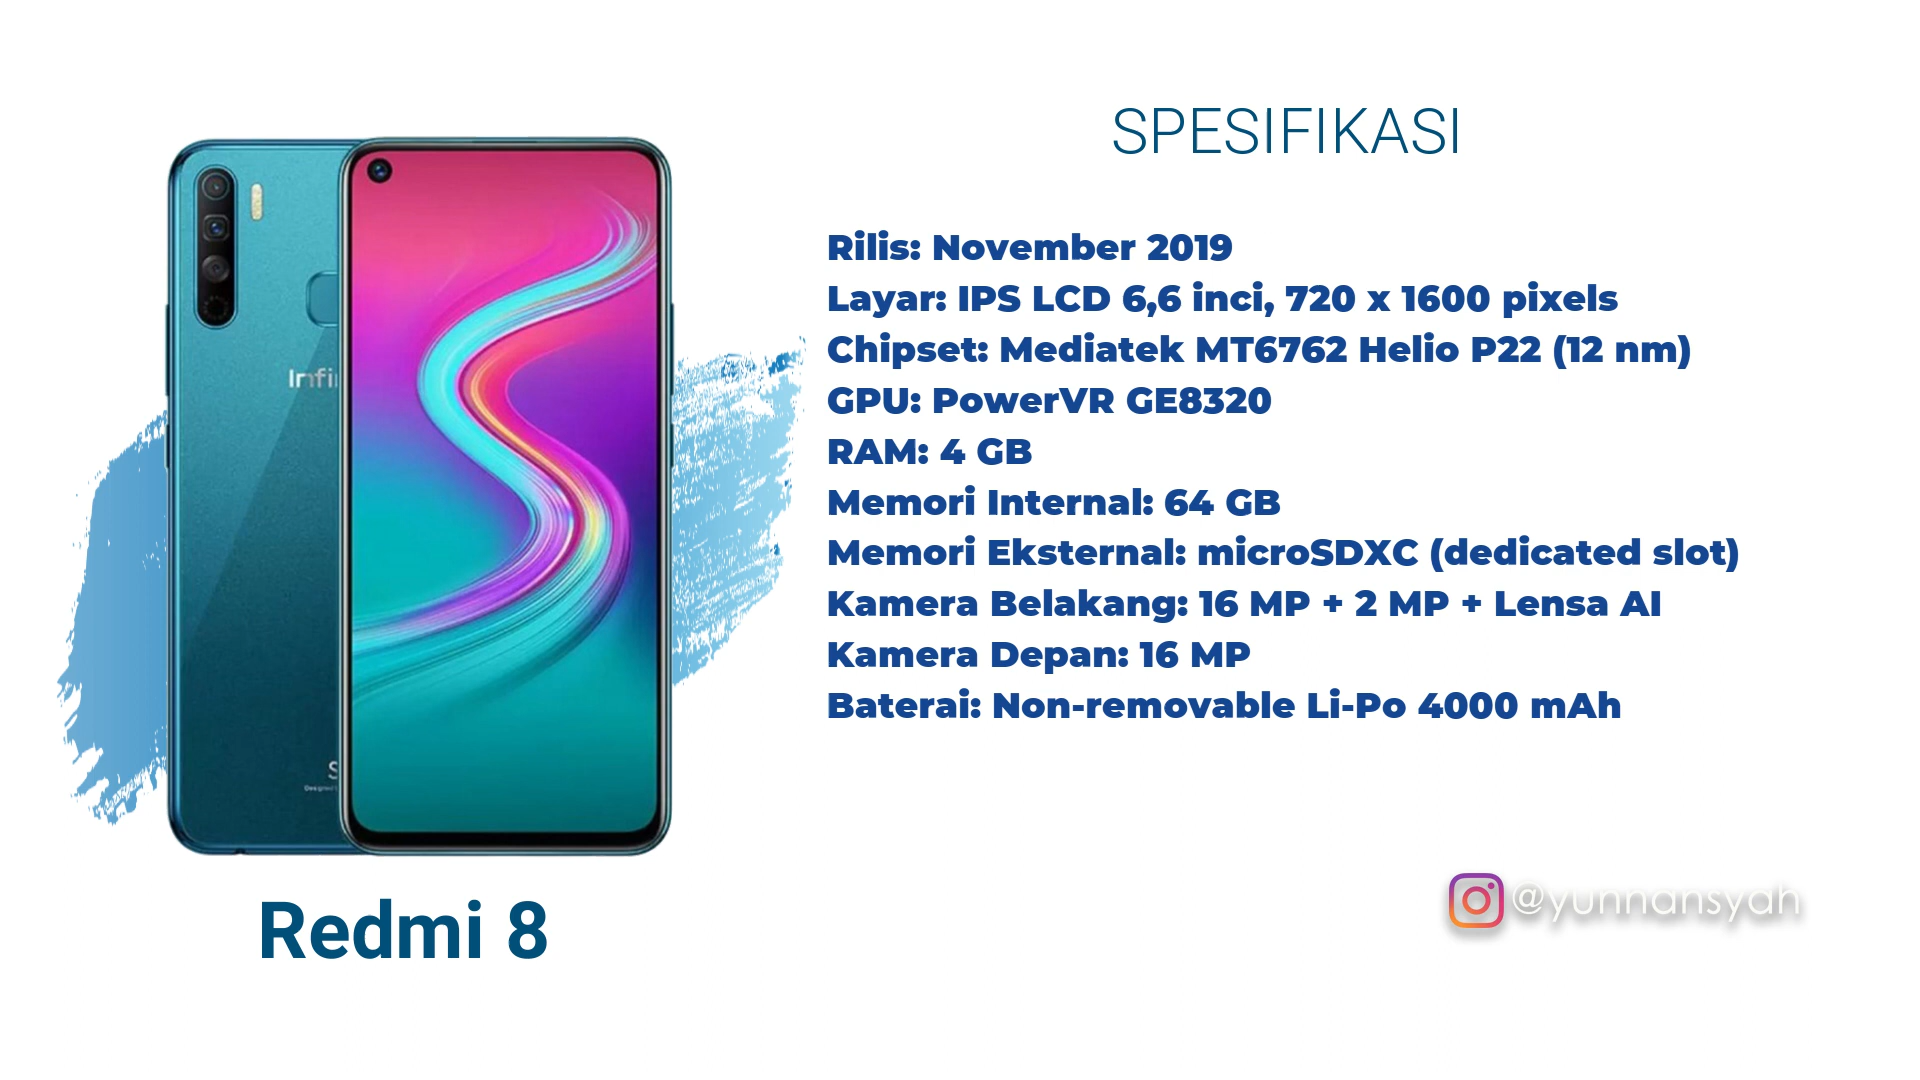 SPESIFIKASI
Rilis: November 2019
Layar: IPS LCD 6,6 inci, 720 x 1600 pixels
Chipset: Mediatek MT6762 Helio P22 (12 nm)
GPU: PowerVR GE8320
RAM: 4 GB
Memori Internal: 64 GB
Memori Eksternal: microSDXC (dedicated slot)
Kamera Belakang: 16 MP + 2 MP + Lensa AI
Kamera Depan: 16 MP
Baterai: Non-removable Li-Po 4000 mAh
Infi
S
Designed
Redmi 8
@yunnansyah